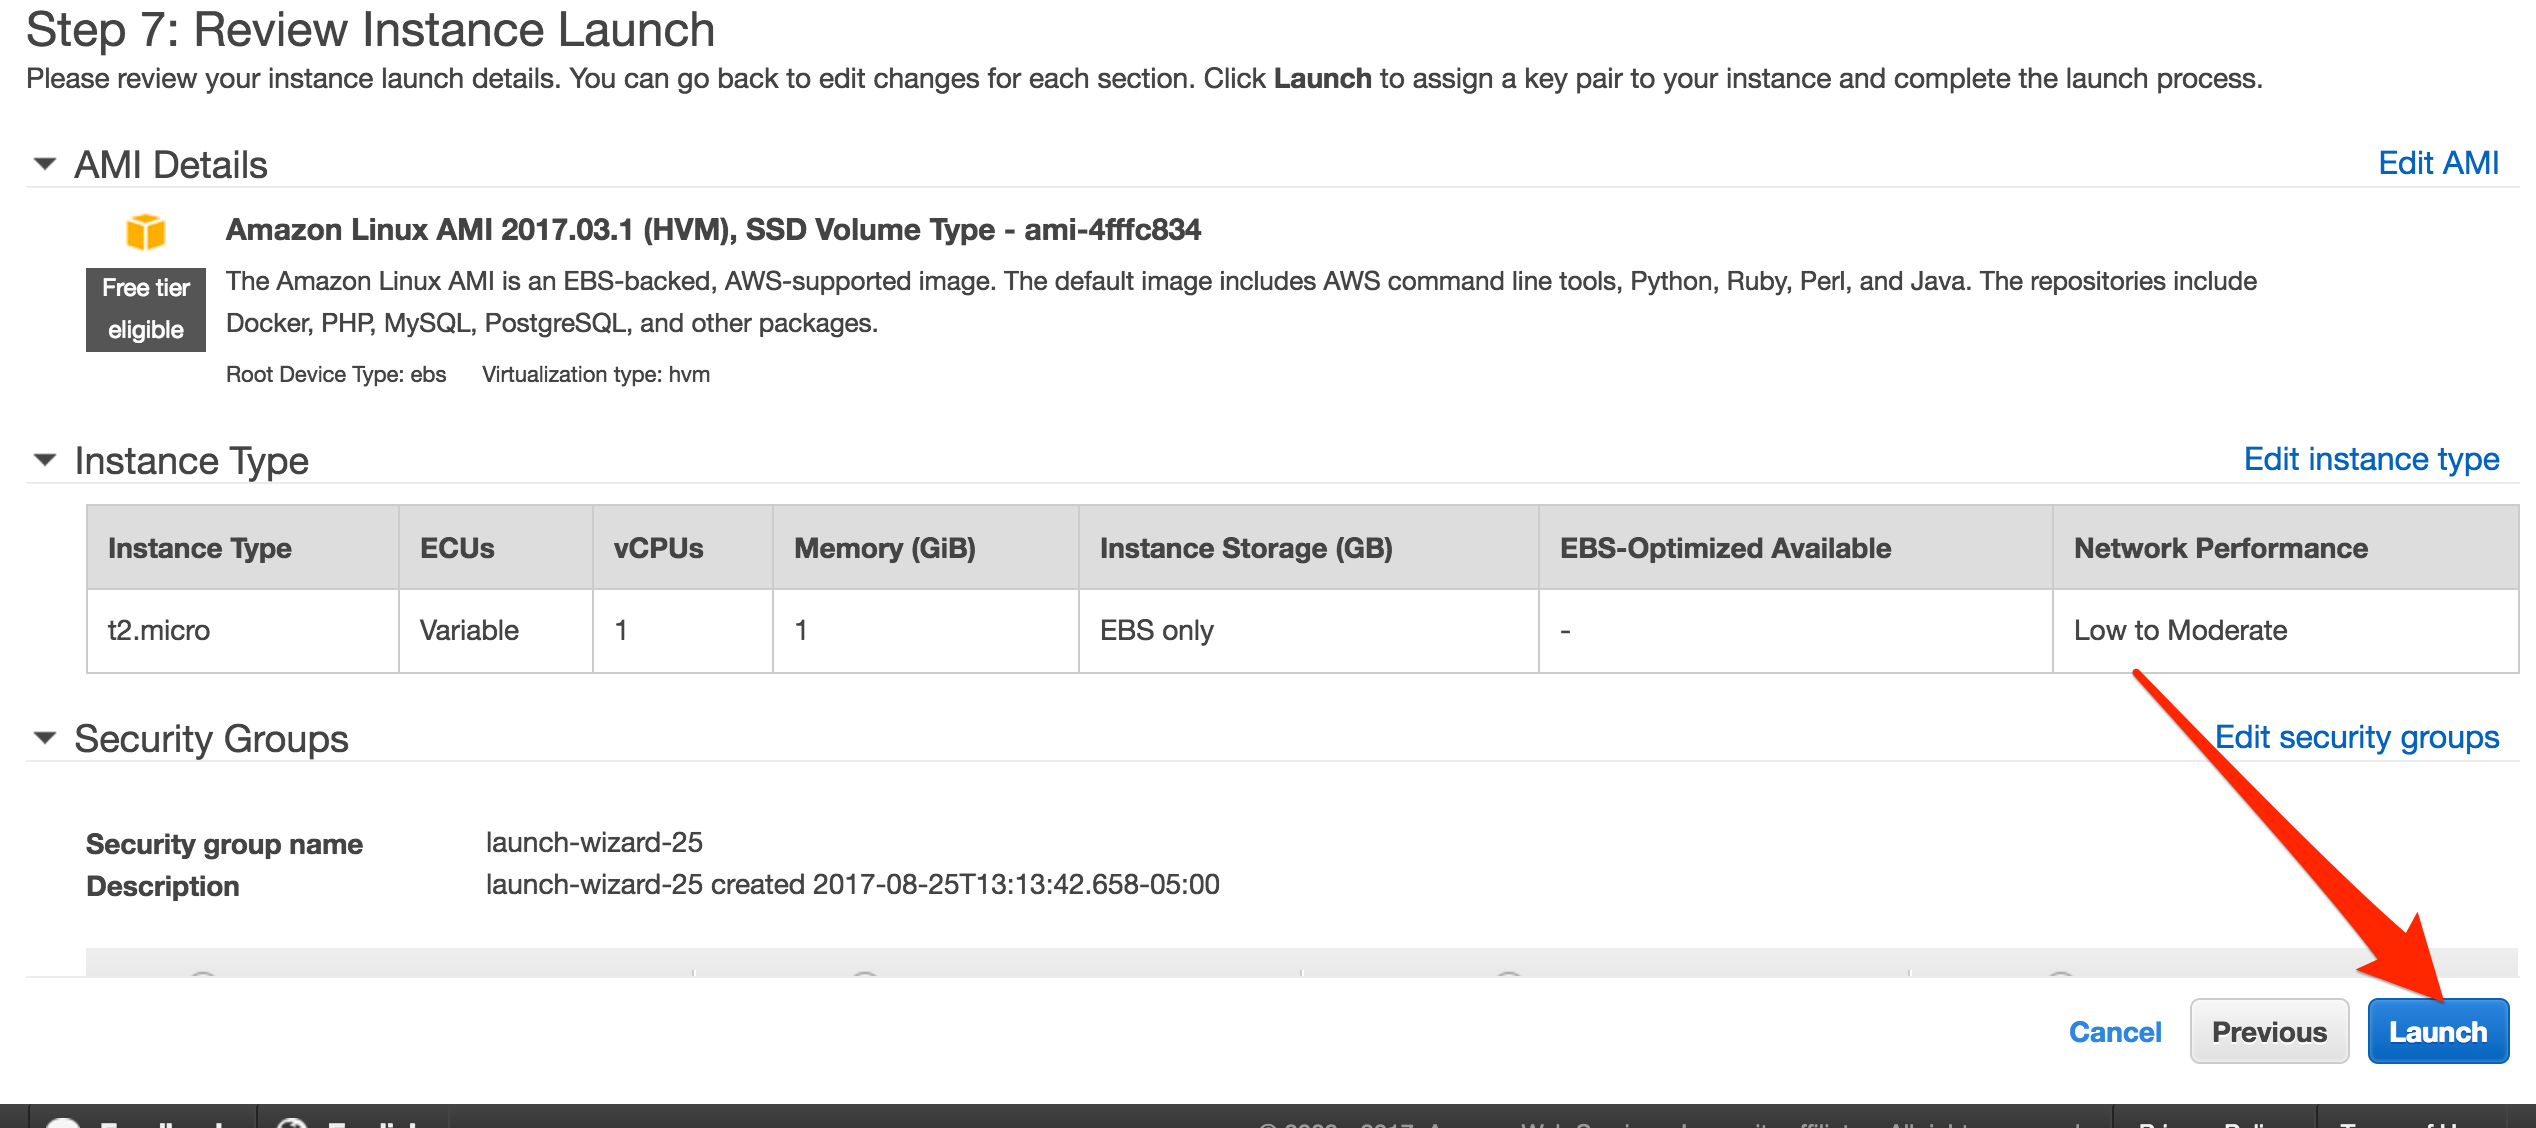 Step 7: Review Instance Launch
Please review your instance launch details. You can go back to edit changes for each section. Click Launch to assign a key pair to your instance and complete the launch process.
AMI Details
Edit AMI
Amazon Linux AMI 2017.03.1 (HVM), SSD Volume Type - ami-4fffc834
Free tier
eligible
The Amazon Linux AMI is an EBS-backed, AWS-supported image. The default image includes AWS command line tools, Python, Ruby, Perl, and Java. The repositories include
Docker, PHP, MySQL, PostgreSQL, and other packages.
Root Device Type: ebs Virtualization type: hvm
Instance Type
Edit instance type
Instance Type ECUs vCPUs Memory (GiB) Instance Storage (GB) EBS-Optimized Available Network Performance
t2.micro Variable 1 1 EBS only - Low to Moderate
Security Groups
Edit security groups
Security group name launch-wizard-25
Description launch-wizard-25 created 2017-08-25T13:13:42.658-05:00
Cancel Previous Launch